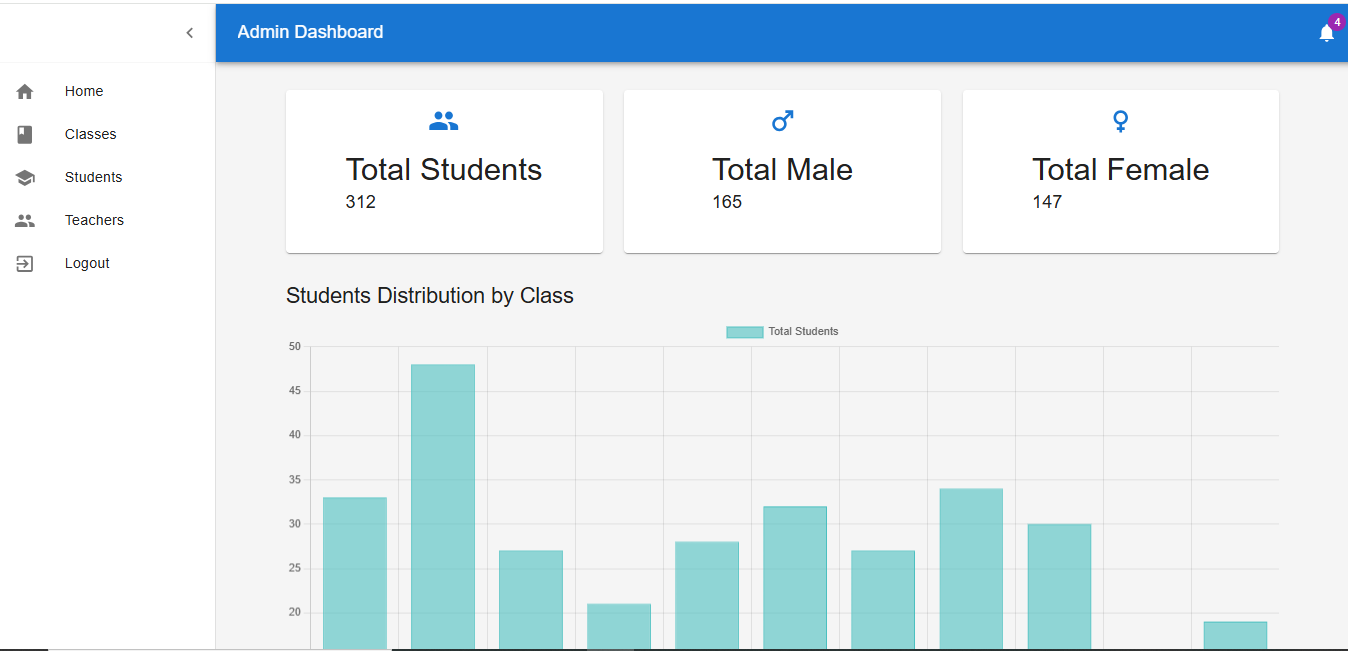 Admin Dashboard
4
Home
Classes
Students
Teachers
Logout
Total Students
312
Total Male
165
Total Female
147
Students Distribution by Class
Total Students
50
45
40
35
30
25
20